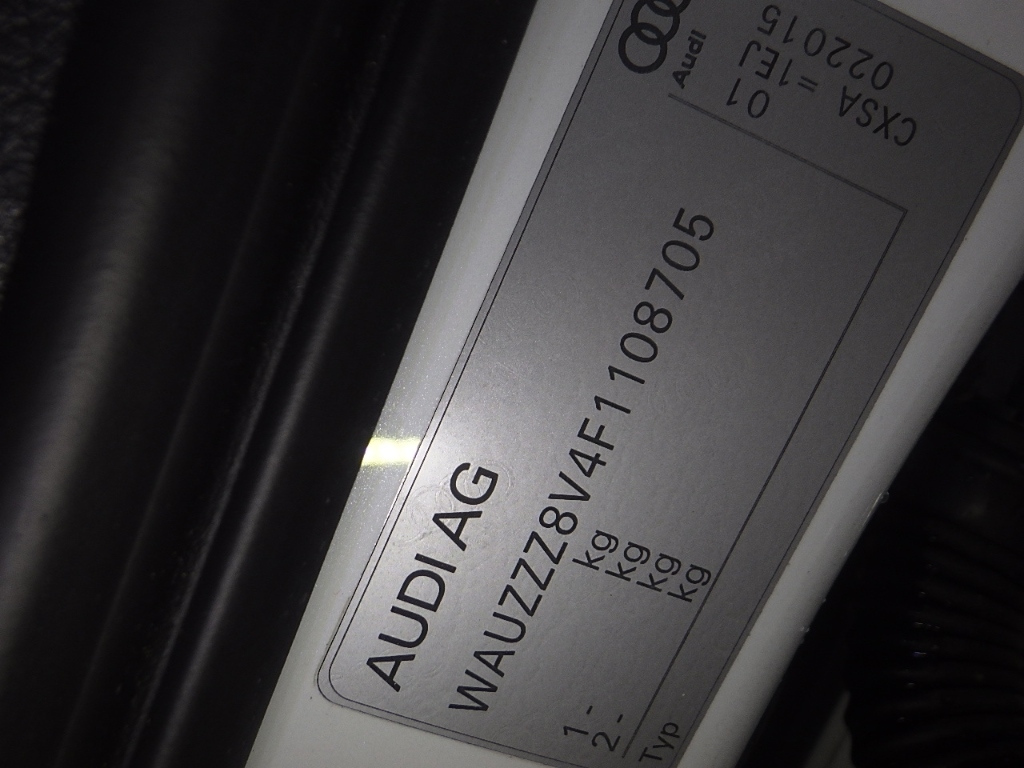 AUDI AG
WAUZZZ8V4F1108705
kg
kg
1 - kg
2 - kg
Typ
Audi
01
=1EJ
022015
CXSA